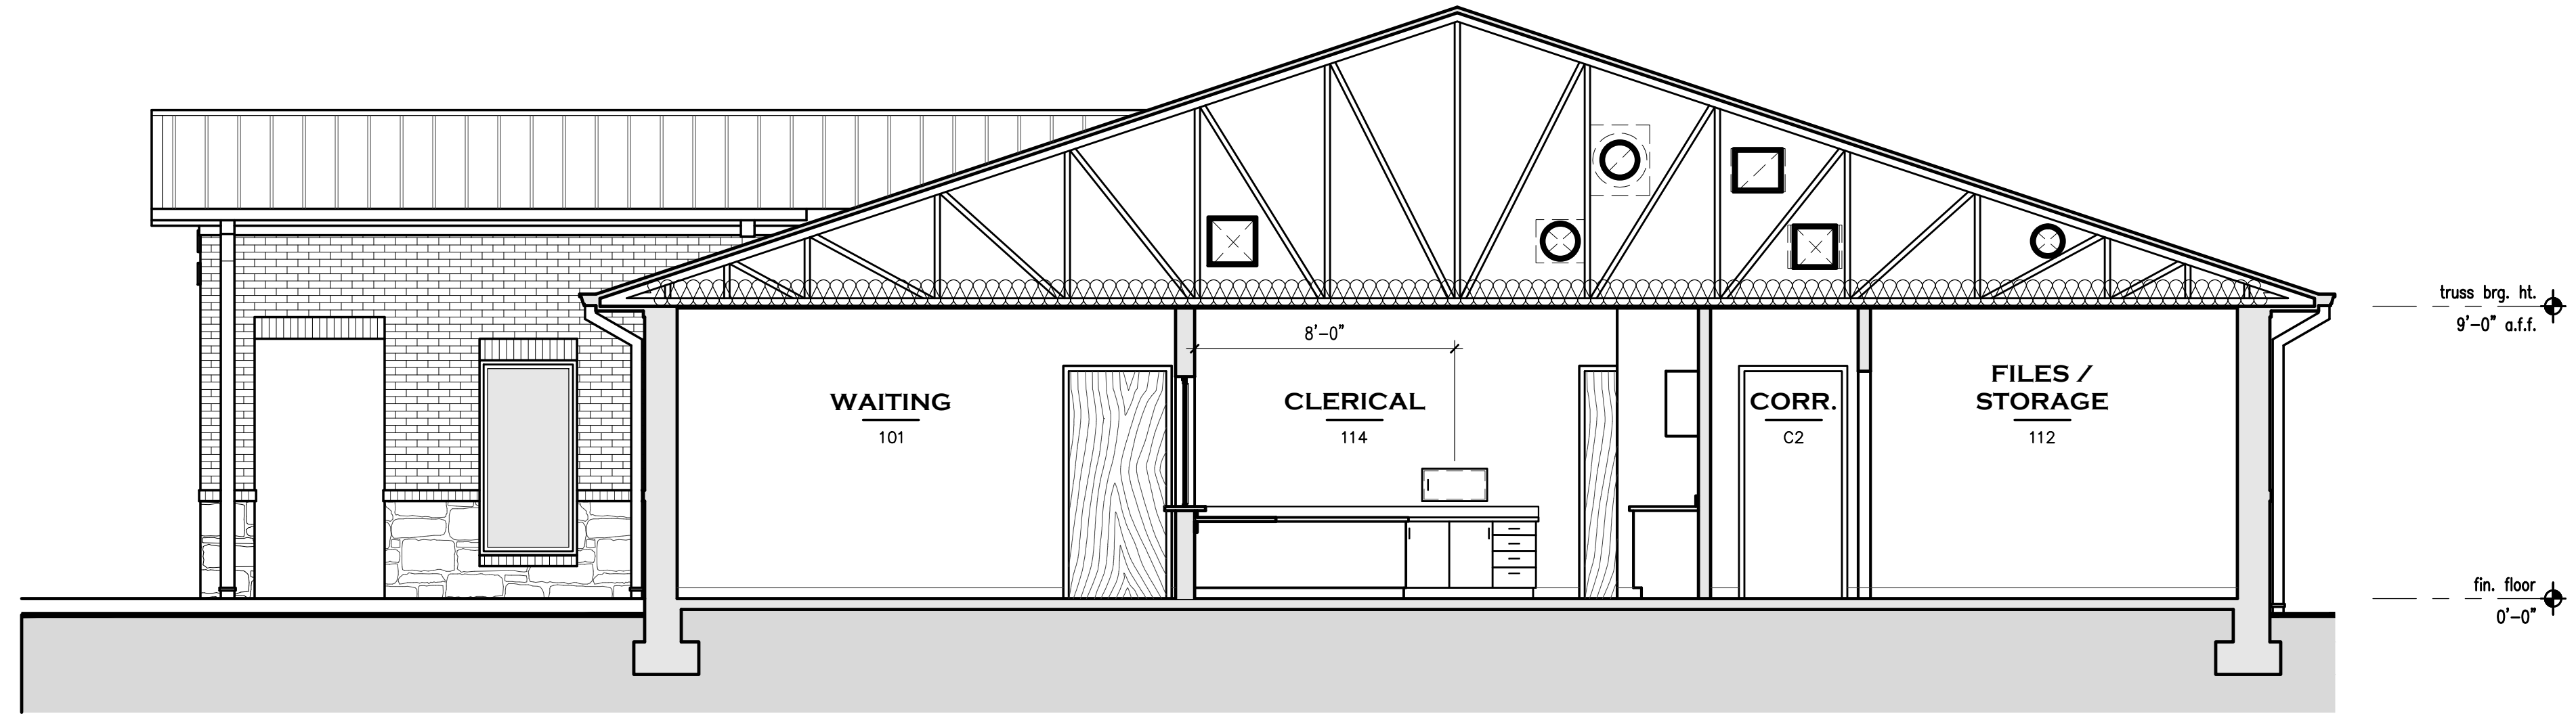 truss brg. ht.
9'-0" a.f.f.
8'-0"
WAITING
101
CLERICAL
114
CORR.
C2
FILES /
STORAGE
112
fin. floor
0'-0"